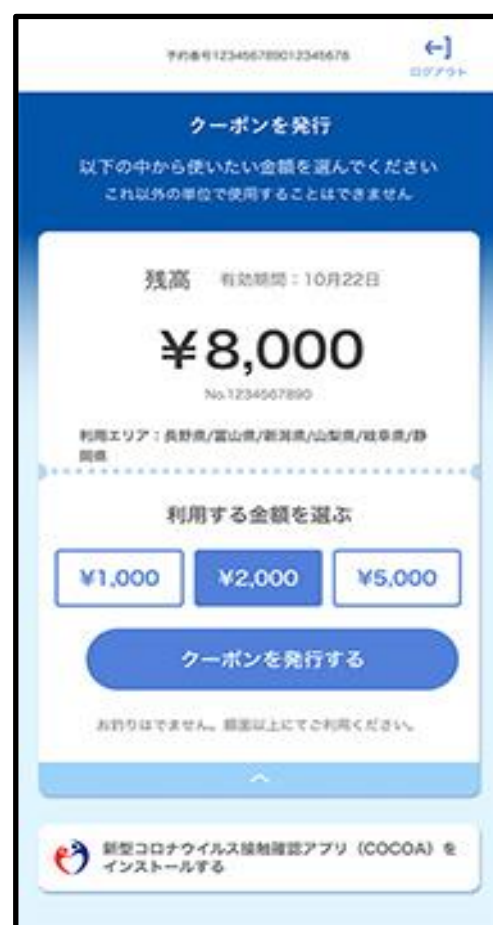 予約番号123456789012345678
ログアウト
クーポンを発行
以下の中から使いたい金額を選んでください
これ以外の単位で使用することはできません
残高 有効期間：10月22日
¥8,000
No.1234567890
利用エリア：長野県/富山県/新潟県/山梨県/岐阜県/静
岡県
利用する金額を選ぶ
¥1,000 ¥2,000 ¥5,000
クーポンを発行する
お釣りはでません。額面以上にてご利用ください。
新型コロナウイルス接触確認アプリ（COCOA）を
インストールする